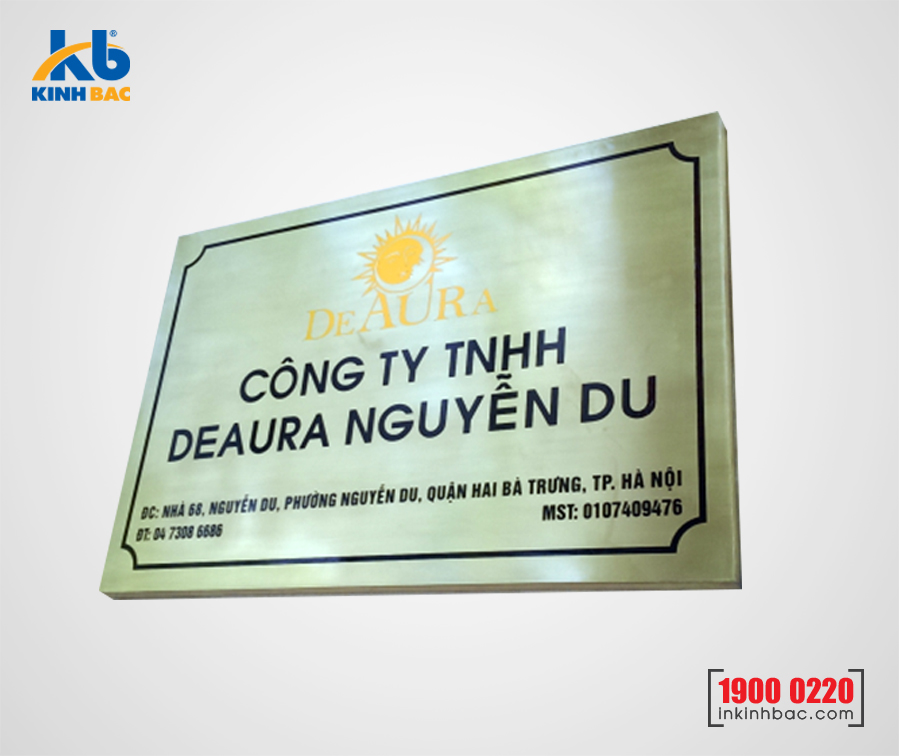 kb®
KINH BAC
DEAURA
CÔNG TY TNHH
DEAURA NGUYỄN DU
ĐC: NHÀ 68, NGUYỄN DU, PHƯỜNG NGUYỄN DU, QUẬN HAI BÀ TRƯNG, TP. HÀ NỘI
ĐT: 04 7308 6686
MST: 0107409476
1900 0220
inkinhbac.com